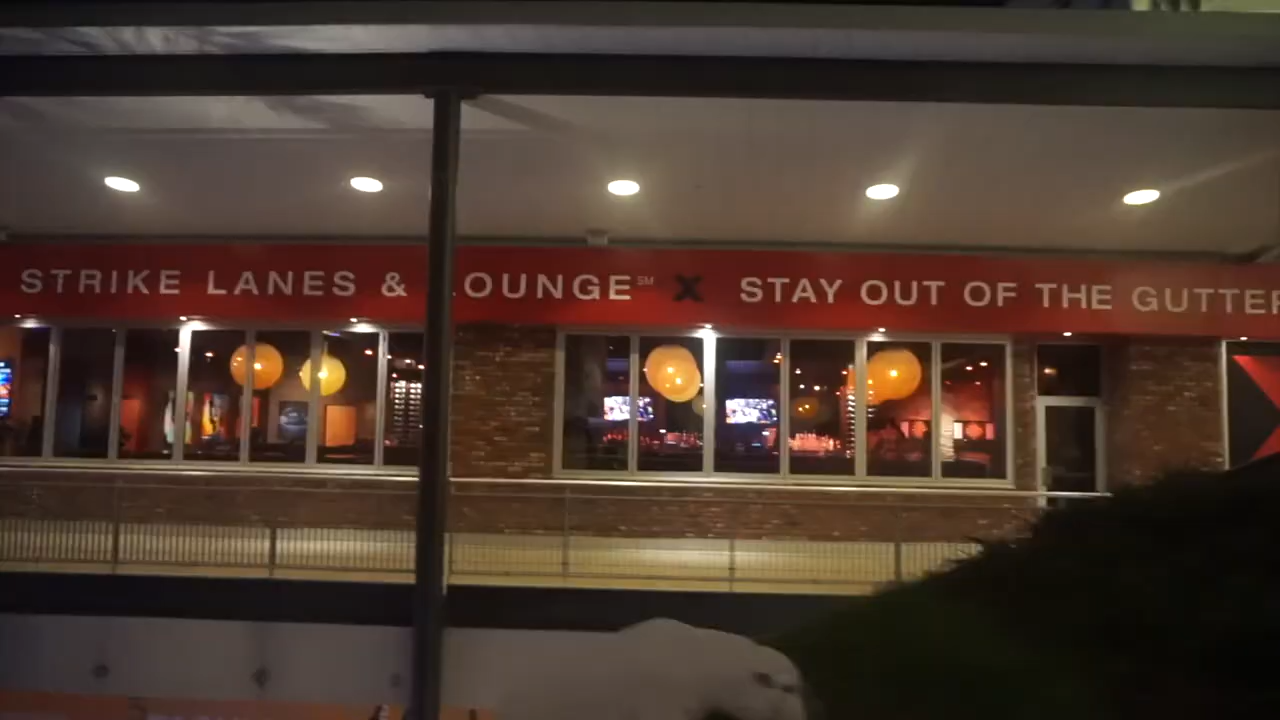 STRIKE LANES & LOUNGE℠ X STAY OUT OF THE GUTTER